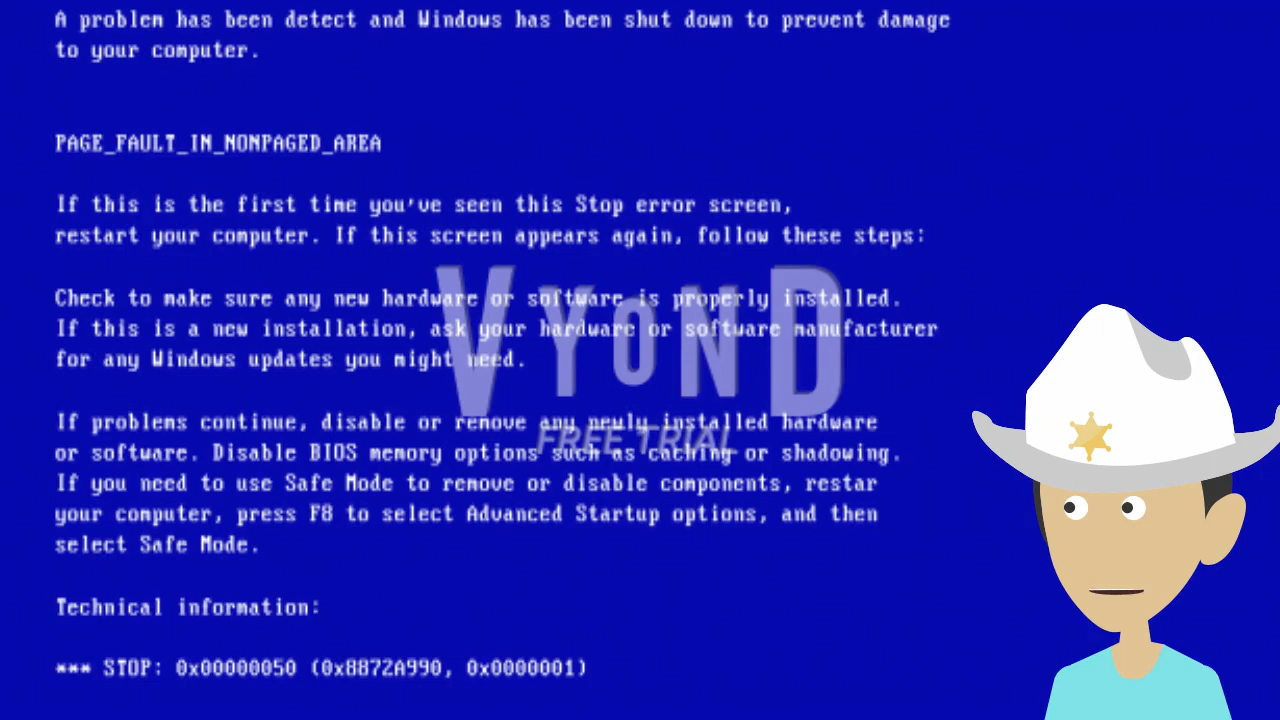 A problem has been detect and Windows has been shut down to prevent damage
to your computer.
PAGE_FAULT_IN_NONPAGED_AREA
If this is the first time you've seen this Stop error screen,
restart your computer. If this screen appears again, follow these steps:
Check to make sure any new hardware or software is properly installed.
If this is a new installation, ask your hardware or software manufacturer
for any Windows updates you might need.
VYOND
FREE TRIAL
If problems continue, disable or remove any newly installed hardware
or software. Disable BIOS memory options such as caching or shadowing.
If you need to use Safe Mode to remove or disable components, restar
your computer, press F8 to select Advanced Startup options, and then
select Safe Mode.
Technical information:
*** STOP: 0x00000050 (0x8872A990, 0x0000001)